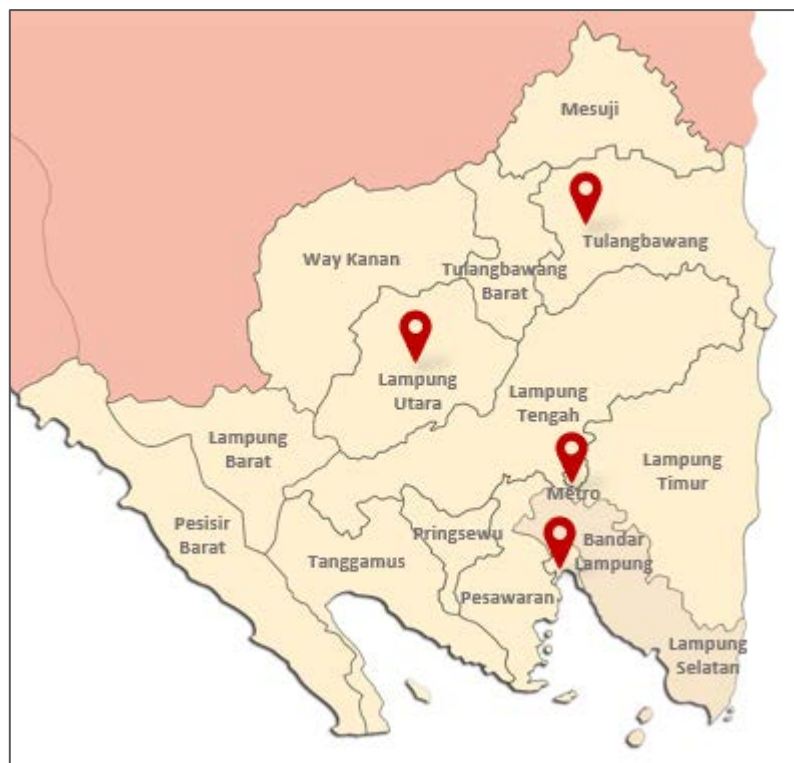 Mesuji
Tulangbawang
Way Kanan
Tulangbawang
Barat
Lampung
Utara
Lampung
Tengah
Lampung
Barat
Lampung
Timur
Metro
Pesisir
Barat
Pringsewu
Tanggamus
Bandar
Lampung
Pesawaran
Lampung
Selatan